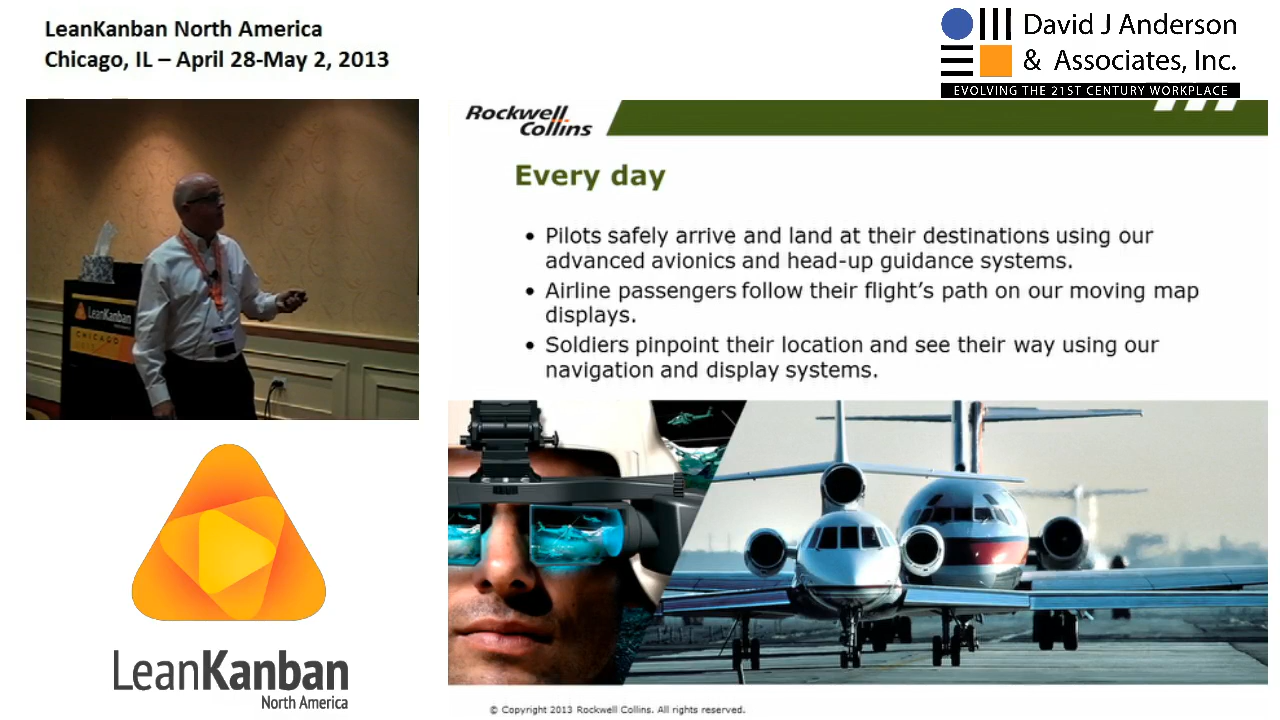 LeanKanban North America
Chicago, IL – April 28-May 2, 2013
David J Anderson
& Associates, Inc.
EVOLVING THE 21ST CENTURY WORKPLACE
Rockwell
Collins
Every day
• Pilots safely arrive and land at their destinations using our
advanced avionics and head-up guidance systems.
• Airline passengers follow their flight's path on our moving map
displays.
• Soldiers pinpoint their location and see their way using our
navigation and display systems.
LeanKanban
CHICAGO
LeanKanban
North America
© Copyright 2013 Rockwell Collins. All rights reserved.